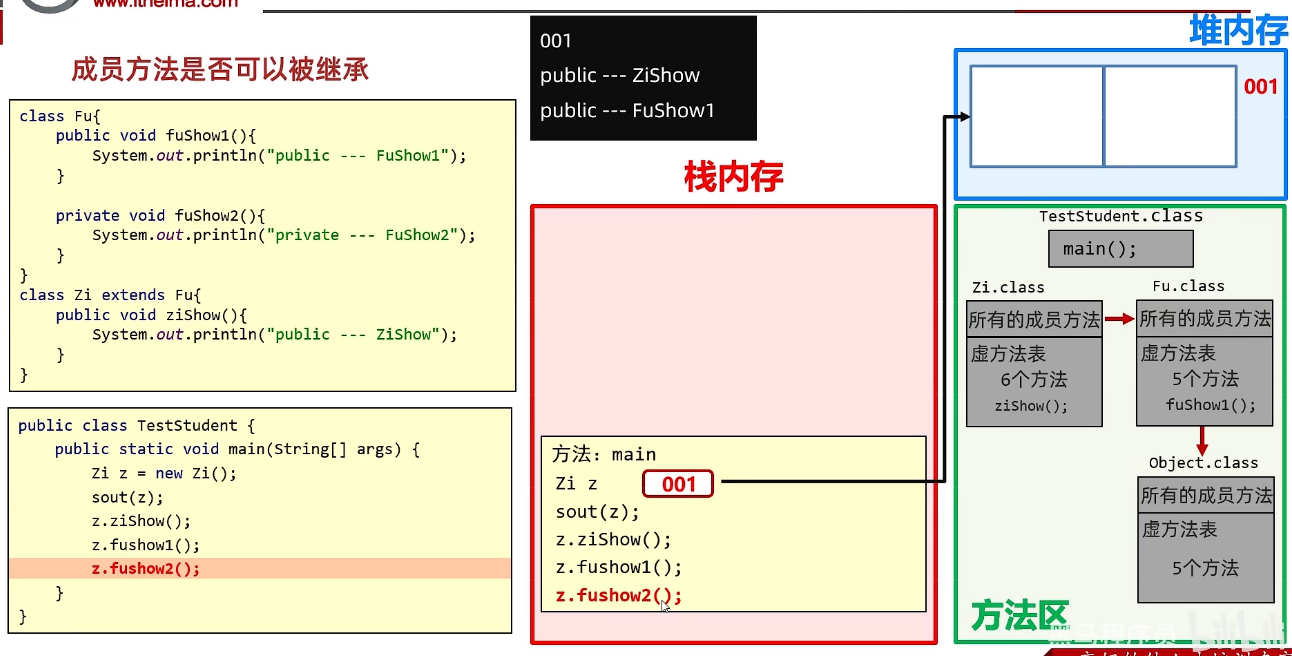 www.itheima.com
成员方法是否可以被继承
class Fu{
public void fuShow1(){
System.out.println("public --- FuShow1");
}
private void fuShow2(){
System.out.println("private --- FuShow2");
}
}
class Zi extends Fu{
public void ziShow(){
System.out.println("public --- ZiShow");
}
}
public class TestStudent {
public static void main(String[] args) {
Zi z = new Zi();
sout(z);
z.ziShow();
z.fushow1();
z.fushow2();
}
}
001
public --- ZiShow
public --- FuShow1
栈内存
方法：main
Zi z 001
sout(z);
z.ziShow();
z.fushow1();
z.fushow2();
堆内存
001
TestStudent.class
main();
Zi.class
所有的成员方法
虚方法表
6个方法
ziShow();
Fu.class
所有的成员方法
虚方法表
5个方法
fuShow1();
Object.class
所有的成员方法
虚方法表
5个方法
方法区
黑马程序员 bilibili